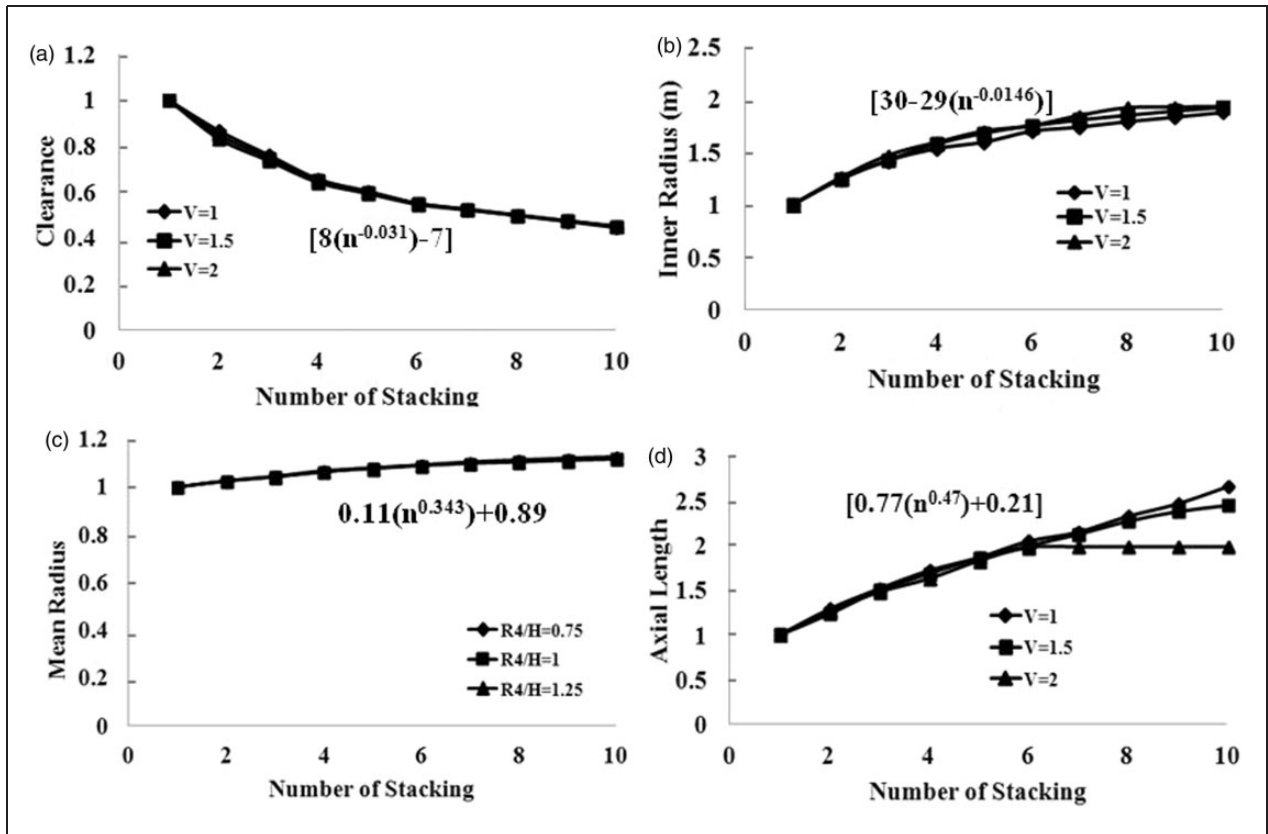 (a)
1.2
1
0.8
0.6
0.4
0.2
0
Clearance
V=1
V=1.5
V=2
[8(n^-0.031)-7]
0 2 4 6 8 10
Number of Stacking
(b)
2.5
2
1.5
1
0.5
0
Inner Radius (m)
[30-29(n^-0.0146)]
V=1
V=1.5
V=2
0 2 4 6 8 10
Number of Stacking
(c)
1.2
1
0.8
0.6
0.4
0.2
0
Mean Radius
0.11(n^0.343)+0.89
R4/H=0.75
R4/H=1
R4/H=1.25
0 2 4 6 8 10
Number of Stacking
(d)
3
2.5
2
1.5
1
0.5
0
Axial Length
[0.77(n^0.47)+0.21]
V=1
V=1.5
V=2
0 2 4 6 8 10
Number of Stacking